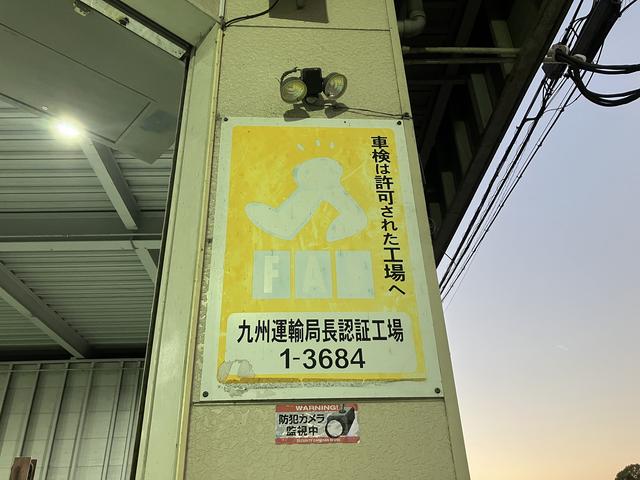 車検は許可された工場へ
FA
九州運輸局長認証工場
1-3684
WARNING!
防犯カメラ
監視中